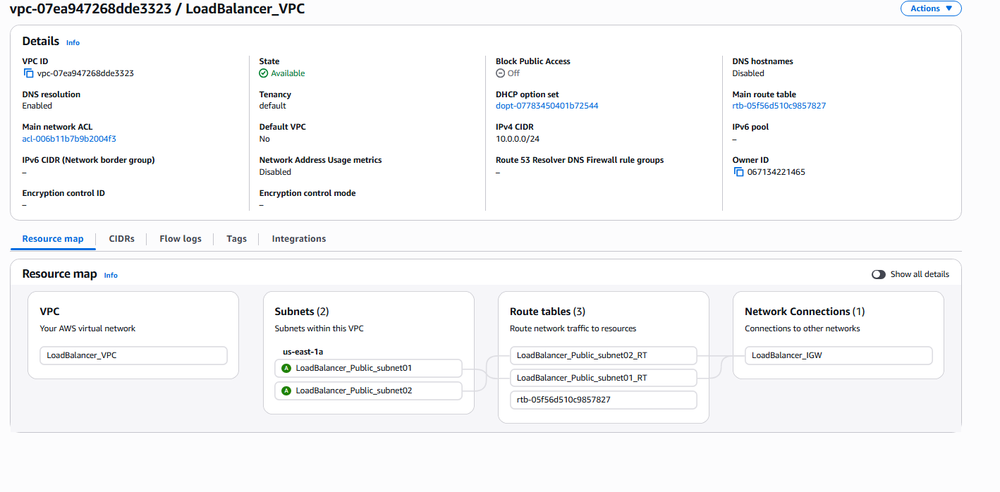 vpc-07ea947268dde3323 / LoadBalancer_VPC
Actions
Details Info
VPC ID
vpc-07ea947268dde3323
State
Available
Block Public Access
Off
DNS hostnames
Disabled
DNS resolution
Enabled
Tenancy
default
DHCP option set
dopt-07783450401b72544
Main route table
rtb-05f56d510c9857827
Main network ACL
acl-006b11b7b9b2004f3
Default VPC
No
IPv4 CIDR
10.0.0.0/24
IPv6 pool
–
IPv6 CIDR (Network border group)
–
Network Address Usage metrics
Disabled
Route 53 Resolver DNS Firewall rule groups
–
Owner ID
067134221465
Encryption control ID
–
Encryption control mode
–
Resource map
CIDRs
Flow logs
Tags
Integrations
Resource map Info
Show all details
VPC
Your AWS virtual network
LoadBalancer_VPC
Subnets (2)
Subnets within this VPC
us-east-1a
A LoadBalancer_Public_subnet01
A LoadBalancer_Public_subnet02
Route tables (3)
Route network traffic to resources
LoadBalancer_Public_subnet02_RT
LoadBalancer_Public_subnet01_RT
rtb-05f56d510c9857827
Network Connections (1)
Connections to other networks
LoadBalancer_IGW